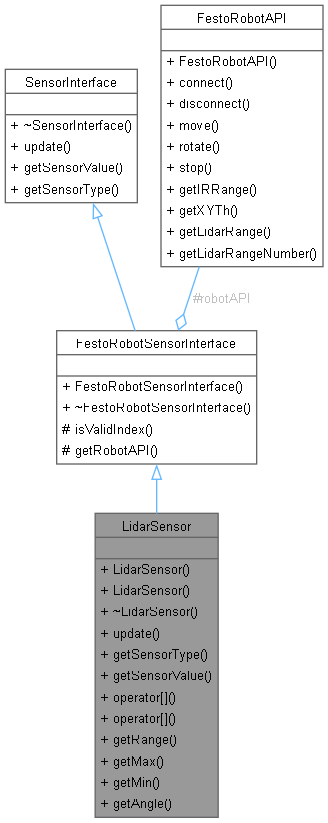 FestoRobotAPI
+ FestoRobotAPI()
+ connect()
+ disconnect()
+ move()
+ rotate()
+ stop()
+ getIRRange()
+ getXYTh()
+ getLidarRange()
+ getLidarRangeNumber()
SensorInterface
+ ~SensorInterface()
+ update()
+ getSensorValue()
+ getSensorType()
#robotAPI
FestoRobotSensorInterface
+ FestoRobotSensorInterface()
+ ~FestoRobotSensorInterface()
# isValidIndex()
# getRobotAPI()
LidarSensor
+ LidarSensor()
+ LidarSensor()
+ ~LidarSensor()
+ update()
+ getSensorType()
+ getSensorValue()
+ operator[]()
+ operator[]()
+ getRange()
+ getMax()
+ getMin()
+ getAngle()